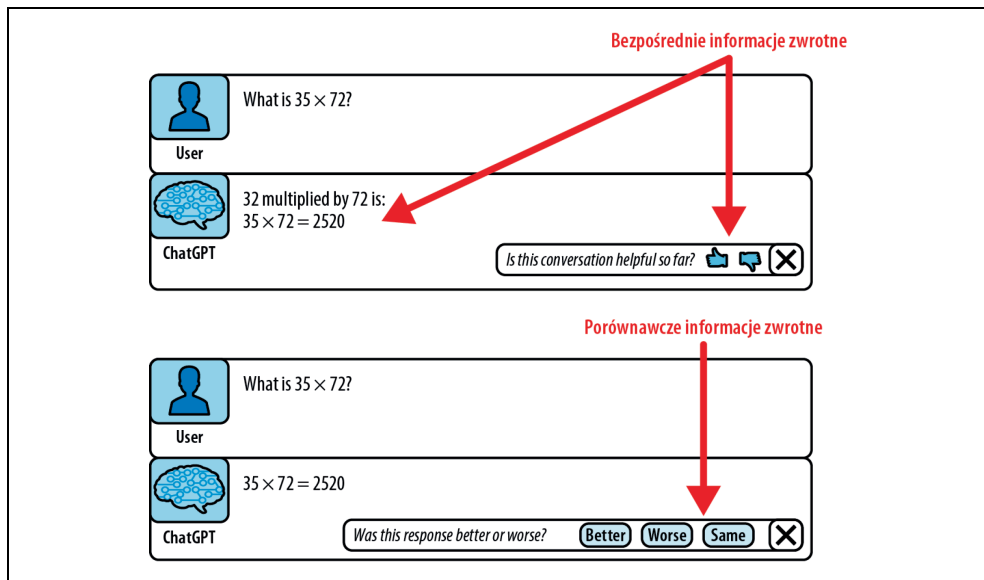 Bezpośrednie informacje zwrotne
What is 35 × 72?
User
32 multiplied by 72 is:
35 × 72 = 2520
ChatGPT
Is this conversation helpful so far?
Porównawcze informacje zwrotne
What is 35 × 72?
User
35 × 72 = 2520
ChatGPT
Was this response better or worse? Better Worse Same